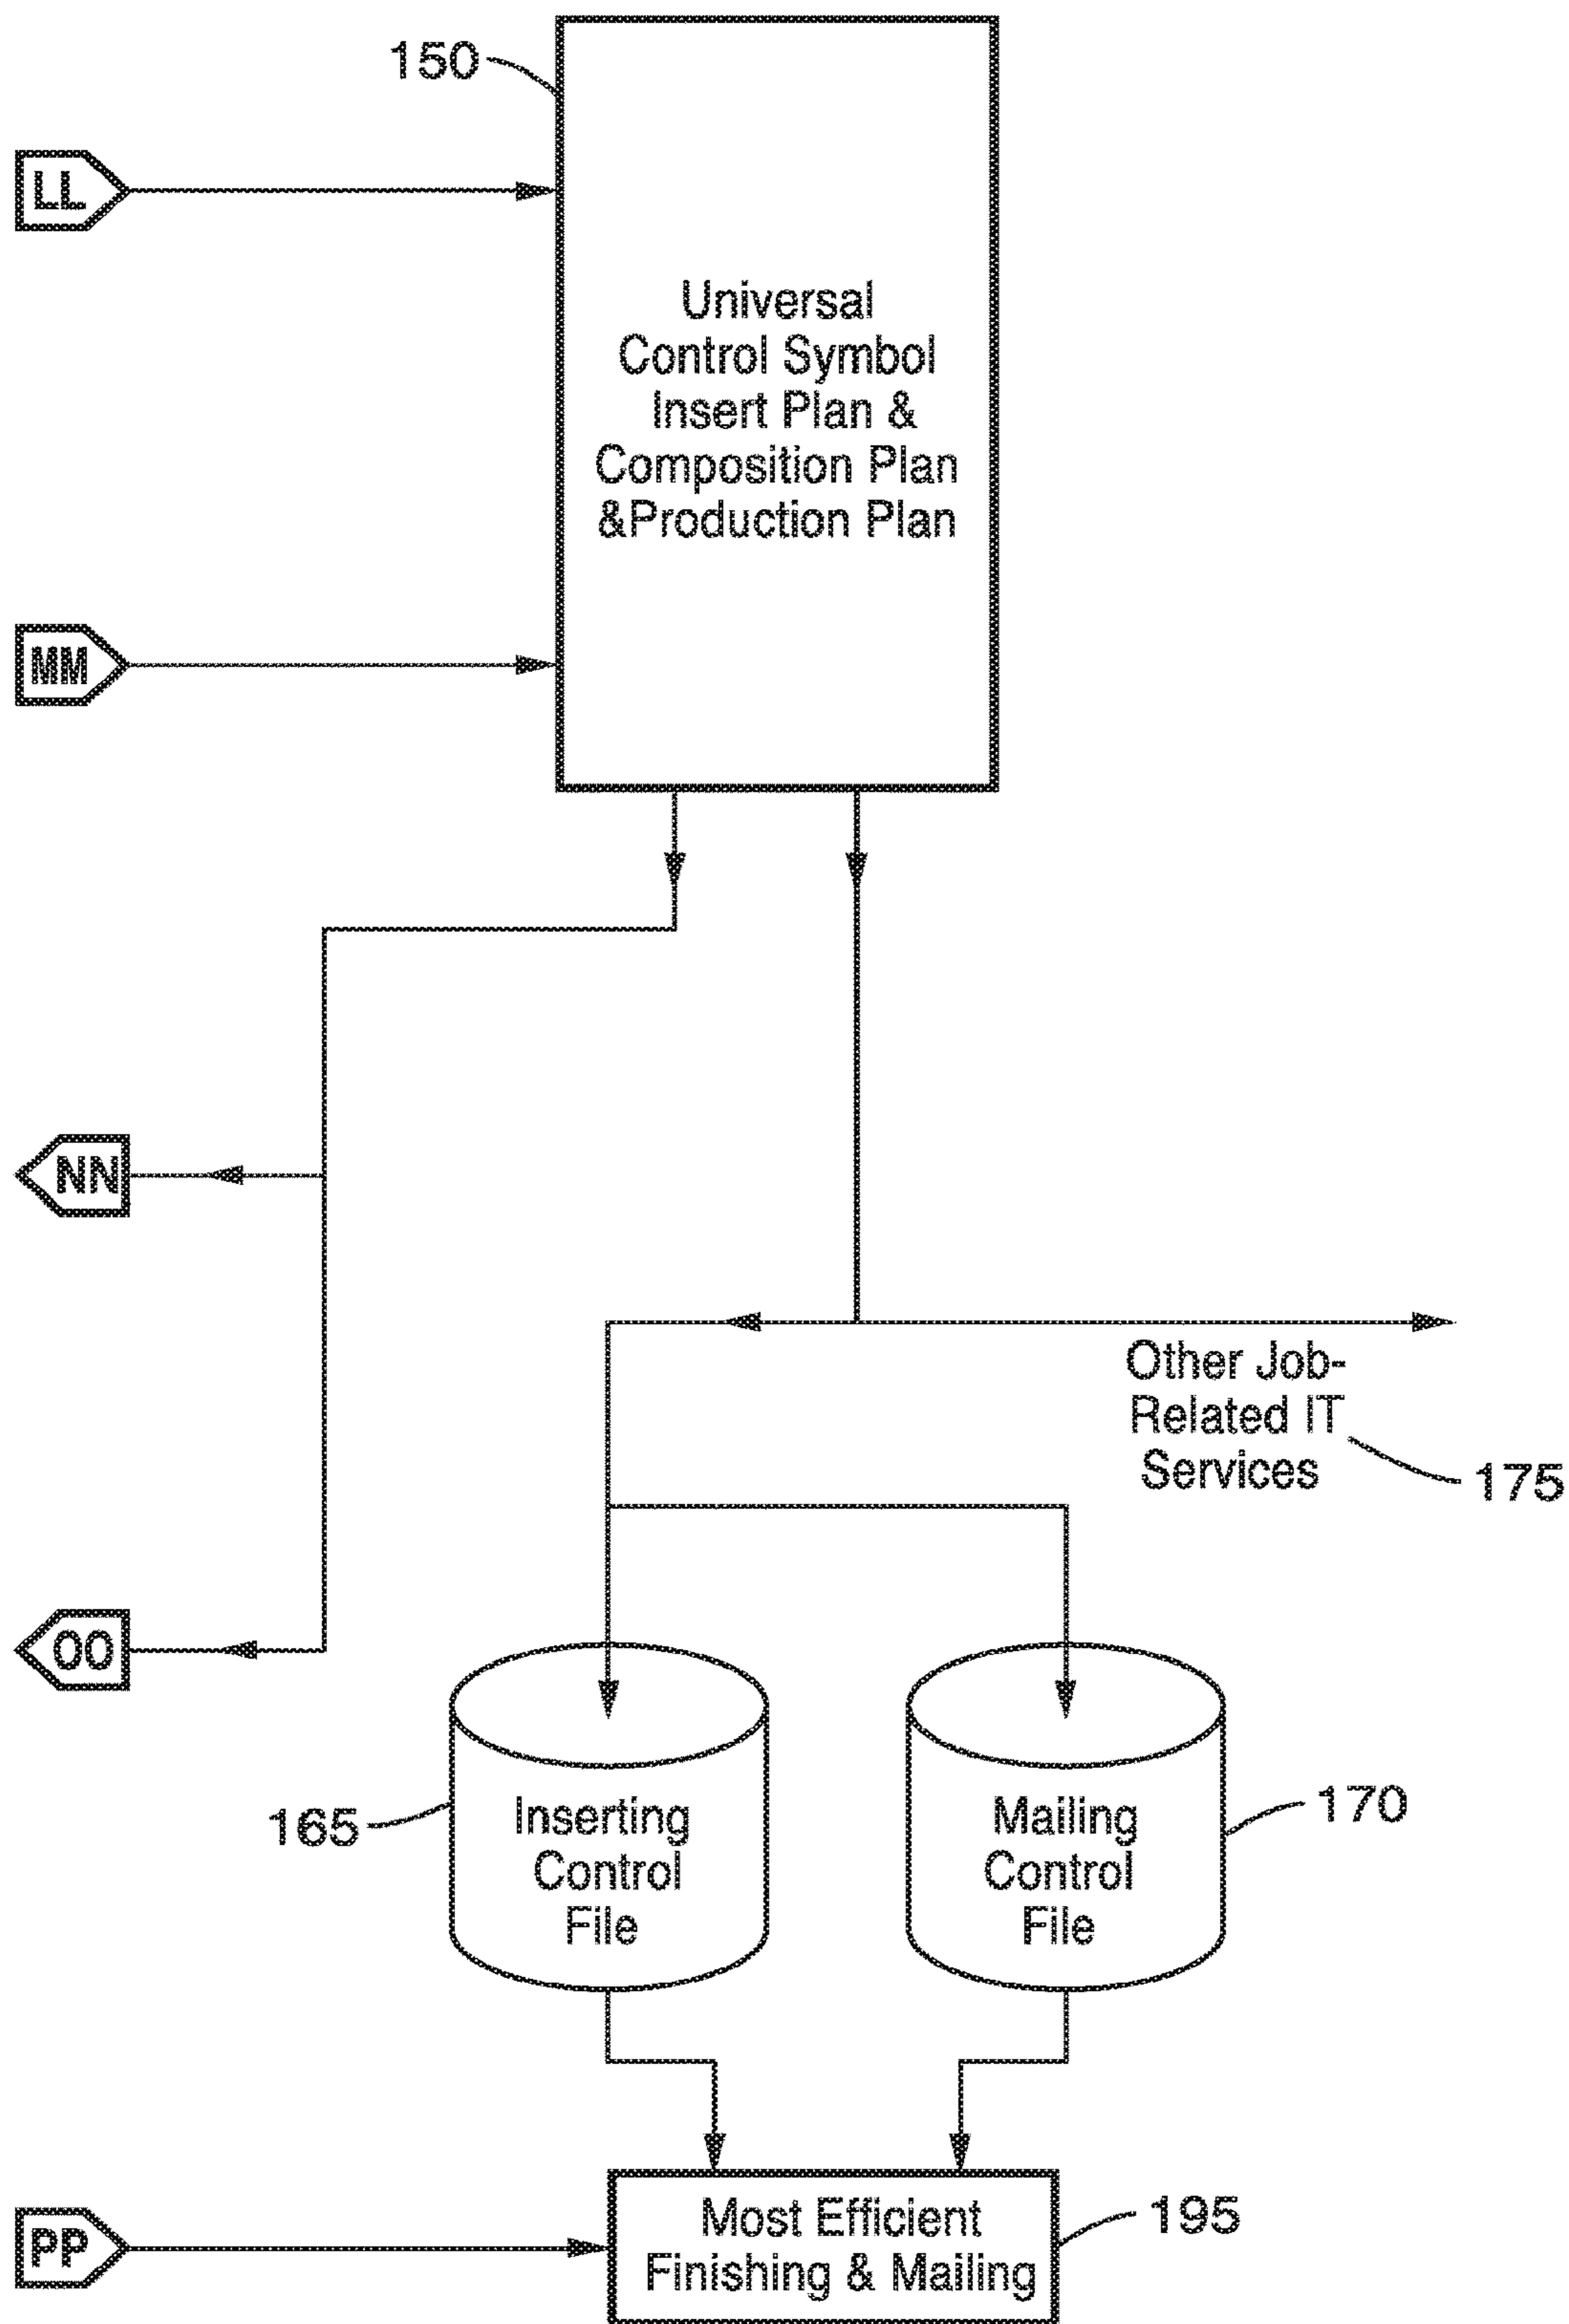 150
LL
Universal
Control Symbol
Insert Plan &
Composition Plan
&Production Plan
MM
NN
Other Job-
Related IT
Services
175
OO
165
Inserting
Control
File
Mailing
Control
File
170
PP
Most Efficient
Finishing & Mailing
195